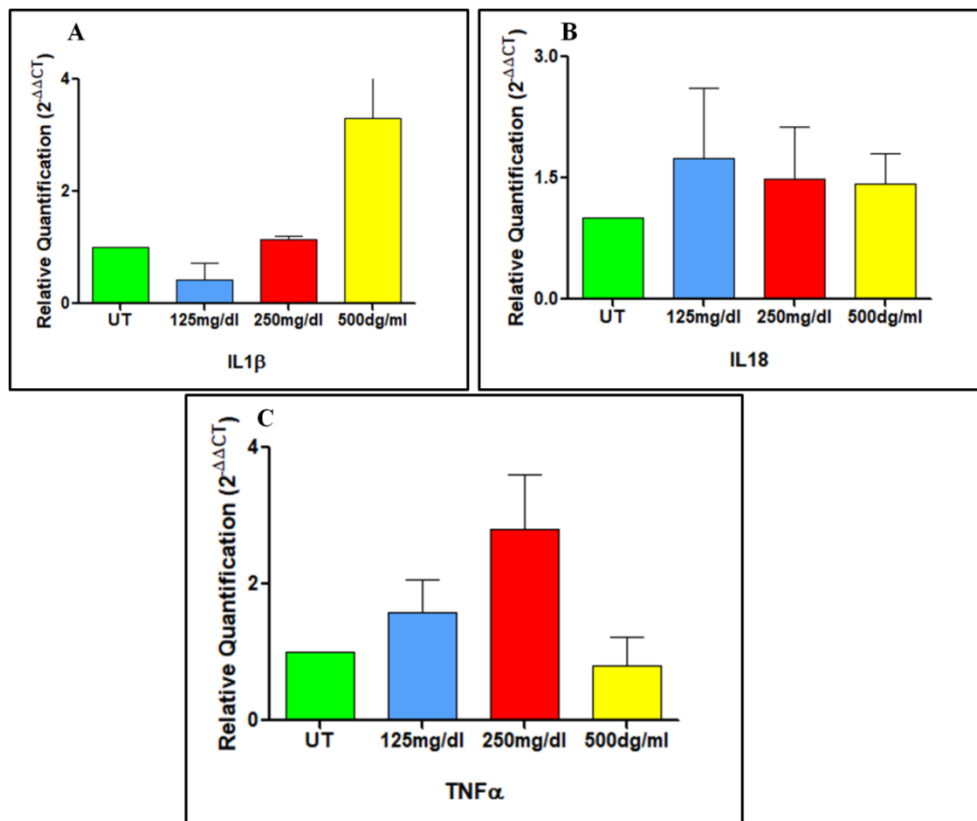 A
Relative Quantification (2^-ΔΔCT)
4
2
0
UT 125mg/dl 250mg/dl 500dg/ml
IL1β
B
Relative Quantification (2^-ΔΔCT)
3.0
1.5
0.0
UT 125mg/dl 250mg/dl 500dg/ml
IL18
C
Relative Quantification (2^-ΔΔCT)
4
2
0
UT 125mg/dl 250mg/dl 500dg/ml
TNFα